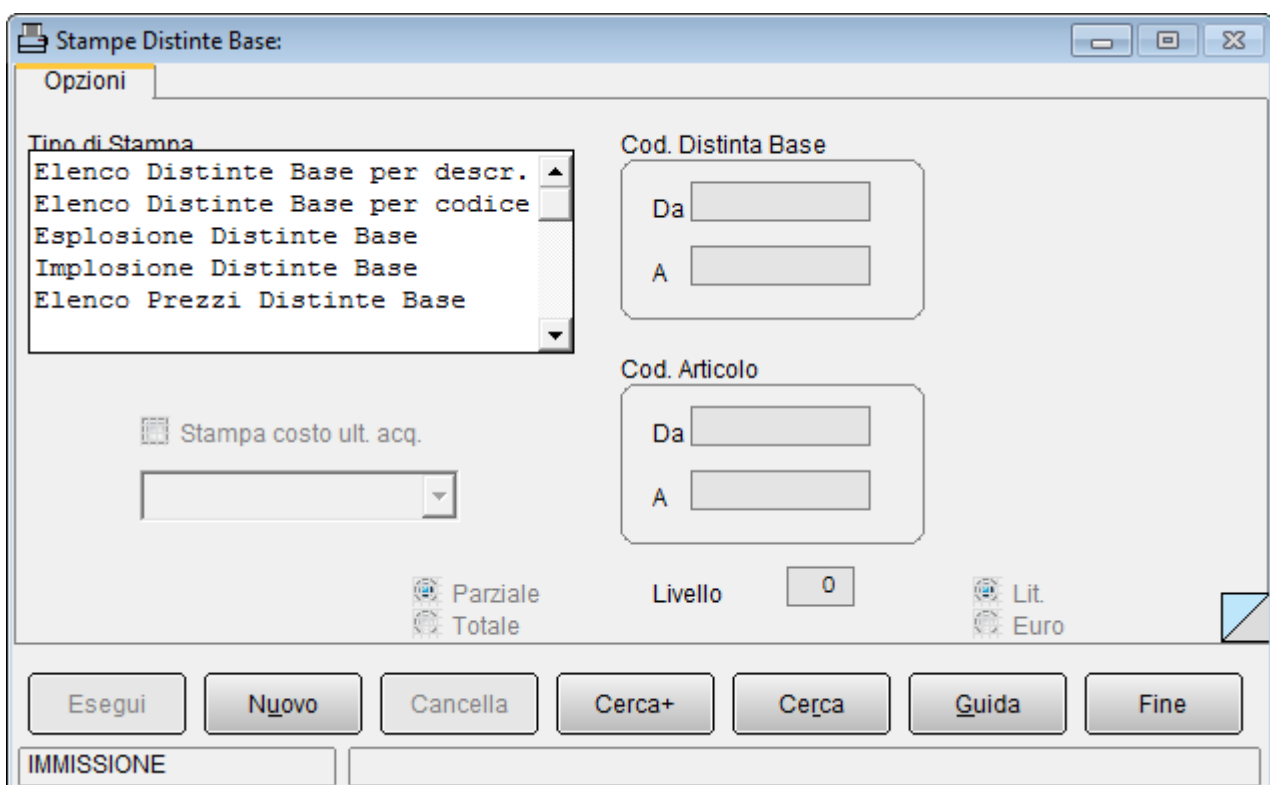 Stampe Distinte Base:
Opzioni
Tipo di Stampa
Elenco Distinte Base per descr.
Elenco Distinte Base per codice
Esplosione Distinte Base
Implosione Distinte Base
Elenco Prezzi Distinte Base
Cod. Distinta Base
Da
A
Cod. Articolo
Da
A
Stampa costo ult. acq.
Parziale
Totale
Livello 0
Lit.
Euro
Esegui Nuovo Cancella Cerca+ Cerca Guida Fine
IMMISSIONE